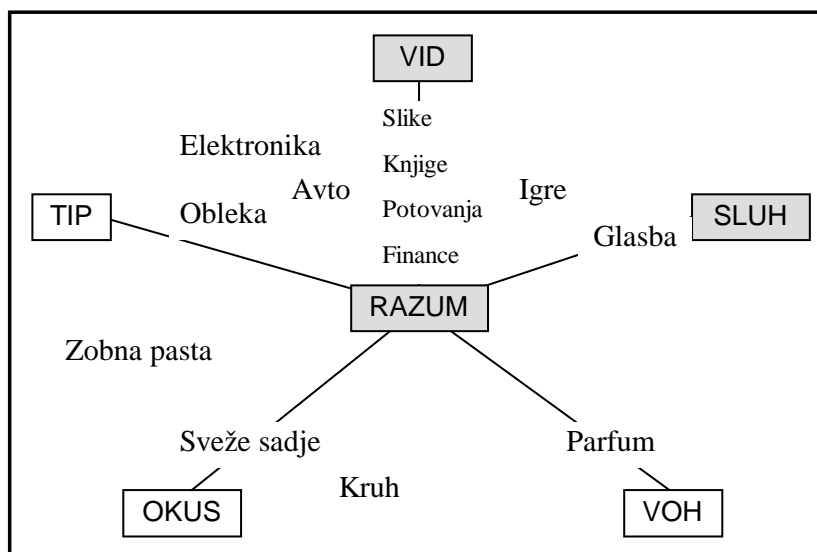 VID
Slike
Elektronika
Knjige
Avto
Igre
TIP
Obleka
Potovanja
SLUH
Glasba
Finance
RAZUM
Zobna pasta
Sveže sadje
Parfum
Kruh
OKUS
VOH